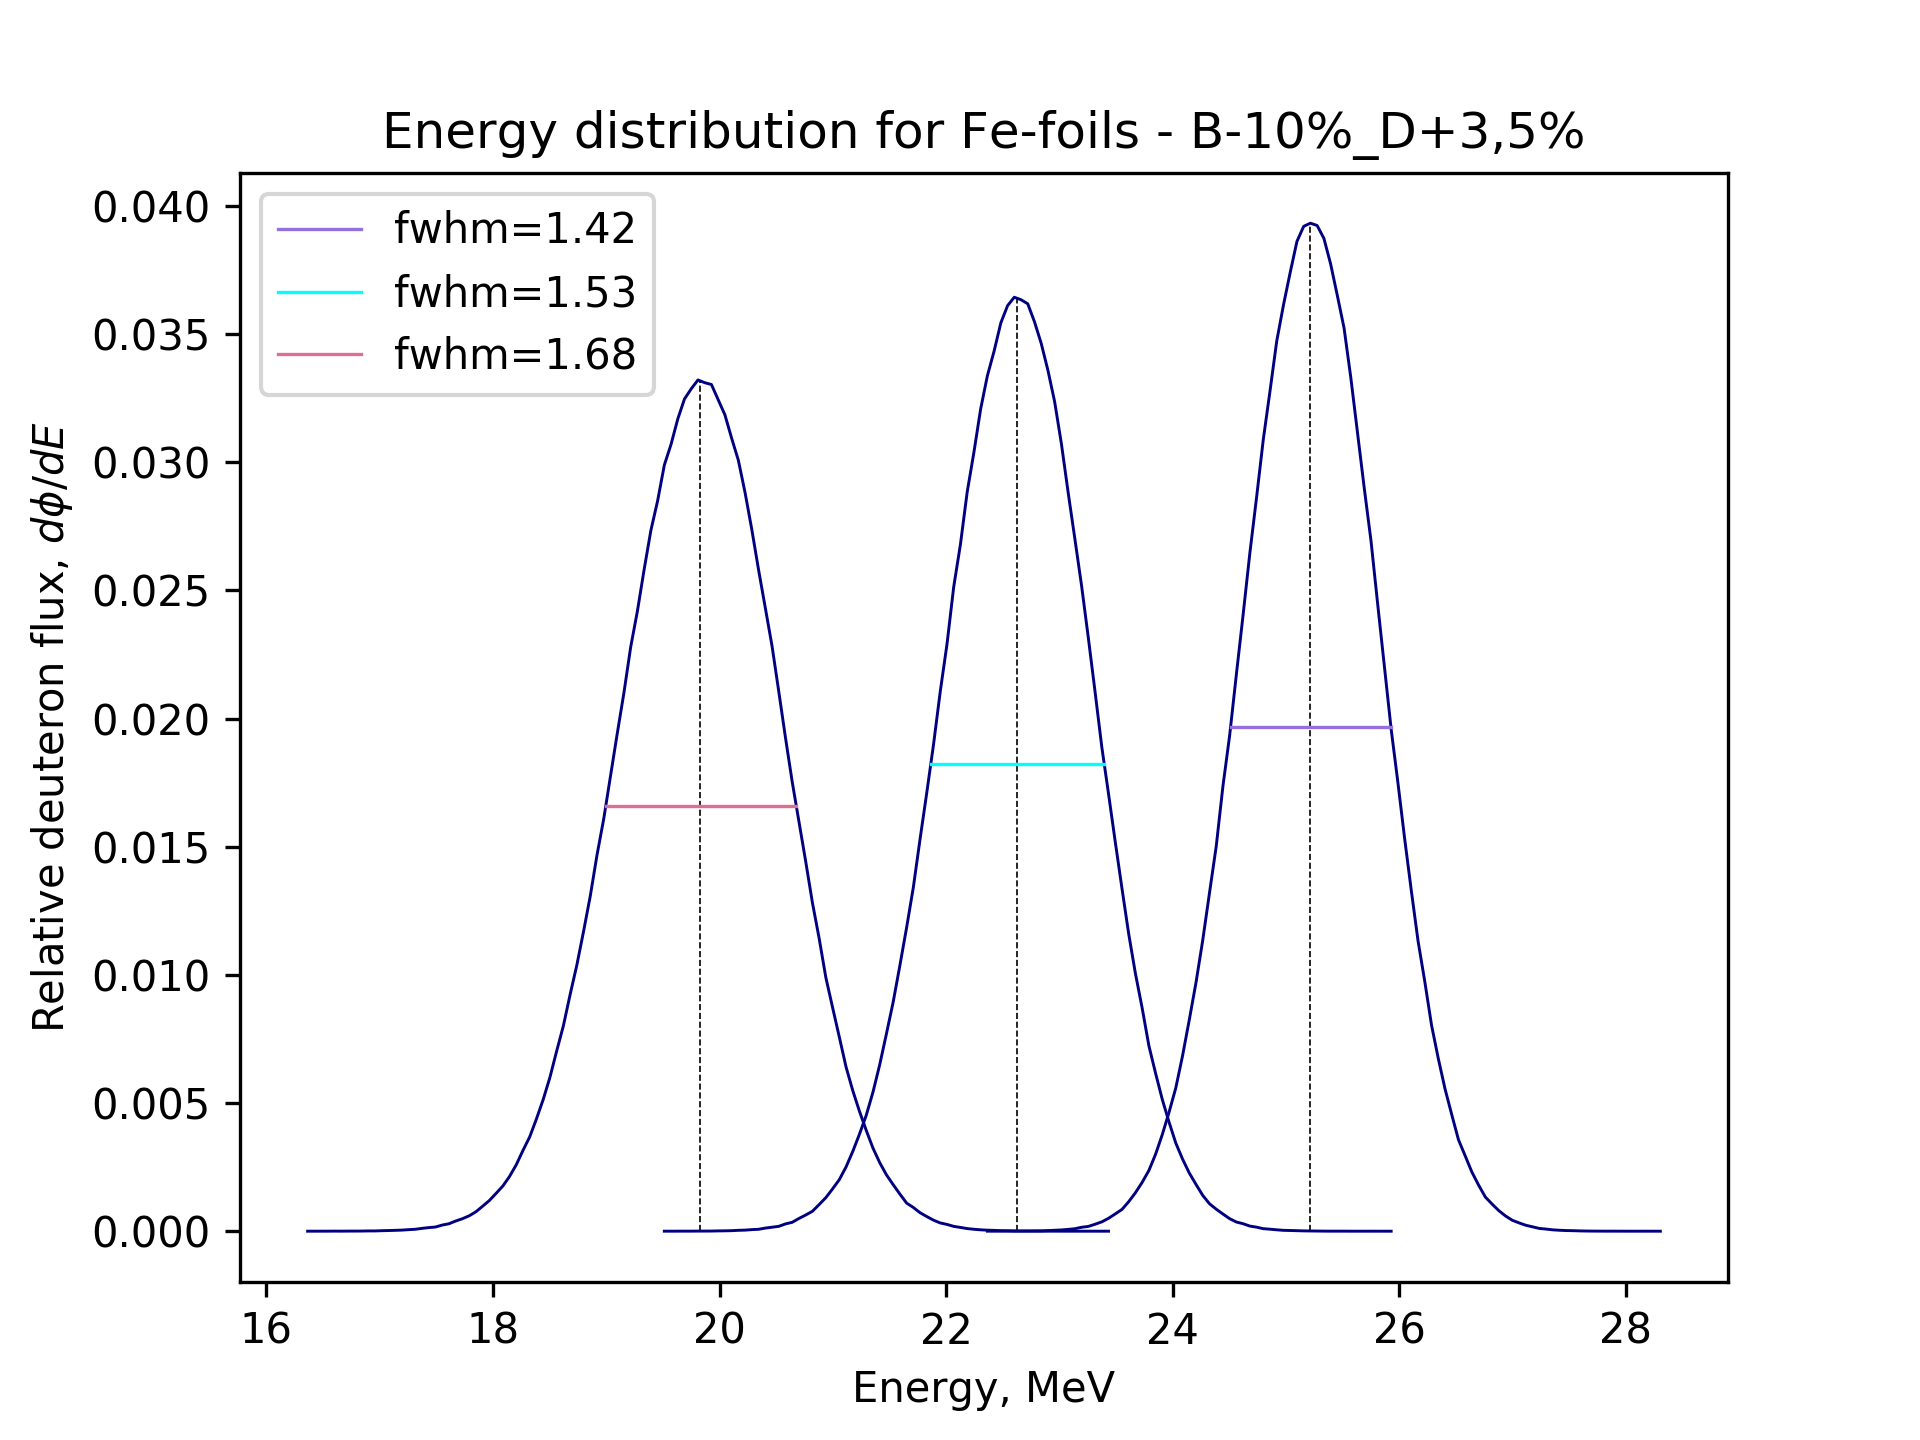 Energy distribution for Fe-foils - B-10%_D+3,5%
fwhm=1.42
fwhm=1.53
fwhm=1.68
Relative deuteron flux, dϕ/dE
0.040
0.035
0.030
0.025
0.020
0.015
0.010
0.005
0.000
16 18 20 22 24 26 28
Energy, MeV